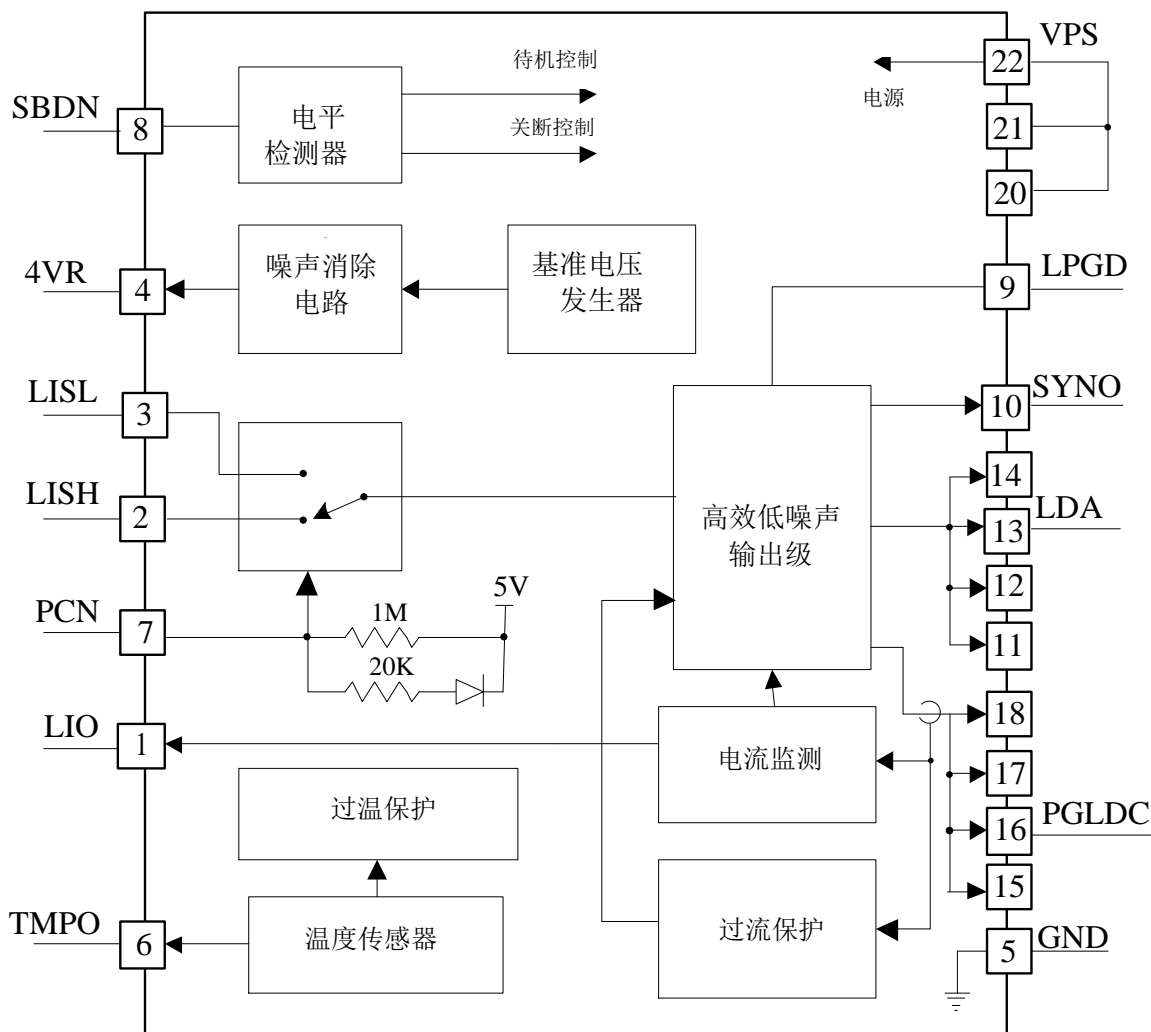 VPS
待机控制
22
SBDN
电源
8
电平
检测器
关断控制
21
20
4VR
噪声消除
电路
基准电压
发生器
LPGD
4
9
LISL
SYNO
3
10
LISH
14
2
高效低噪声
输出级
LDA
13
5V
12
PCN
1M
7
20K
11
LIO
18
1
电流监测
过温保护
17
PGLDC
16
15
TMPO
温度传感器
过流保护
6
GND
5